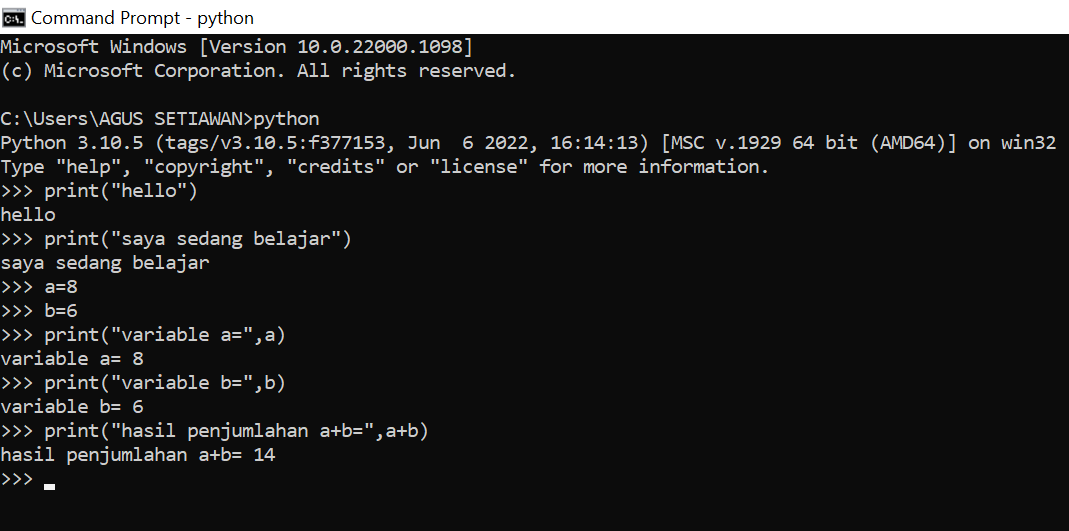 Command Prompt - python
Microsoft Windows [Version 10.0.22000.1098]
(c) Microsoft Corporation. All rights reserved.
C:\Users\AGUS SETIAWAN>python
Python 3.10.5 (tags/v3.10.5:f377153, Jun  6 2022, 16:14:13) [MSC v.1929 64 bit (AMD64)] on win32
Type "help", "copyright", "credits" or "license" for more information.
>>> print("hello")
hello
>>> print("saya sedang belajar")
saya sedang belajar
>>> a=8
>>> b=6
>>> print("variable a=",a)
variable a= 8
>>> print("variable b=",b)
variable b= 6
>>> print("hasil penjumlahan a+b=",a+b)
hasil penjumlahan a+b= 14
>>>